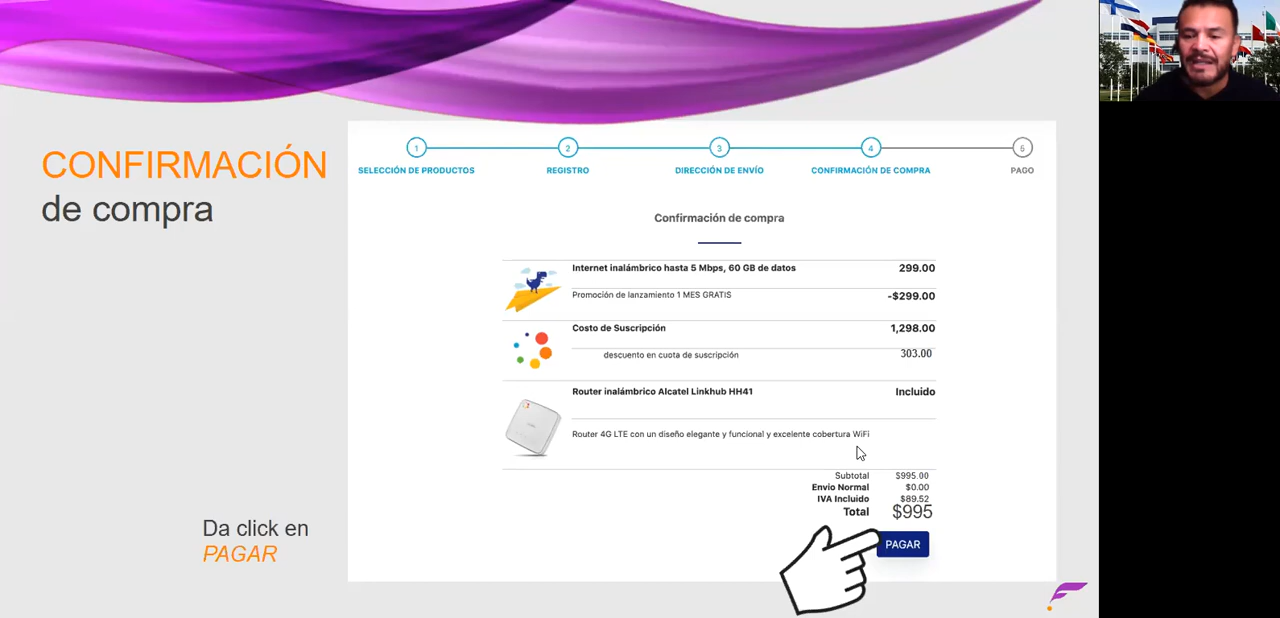 CONFIRMACIÓN
de compra
1
2
3
4
5
SELECCIÓN DE PRODUCTOS
REGISTRO
DIRECCIÓN DE ENVÍO
CONFIRMACIÓN DE COMPRA
PAGO
Confirmación de compra
Internet inalámbrico hasta 5 Mbps, 60 GB de datos 299.00
Promoción de lanzamiento 1 MES GRATIS -$299.00
Costo de Suscripción 1,298.00
descuento en cuota de suscripción 303.00
Router inalámbrico Alcatel Linkhub HH41 Incluido
Router 4G LTE con un diseño elegante y funcional y excelente cobertura WiFi
Subtotal $995.00
Envío Normal $0.00
IVA Incluido $89.52
Total $995
PAGAR
Da click en
PAGAR